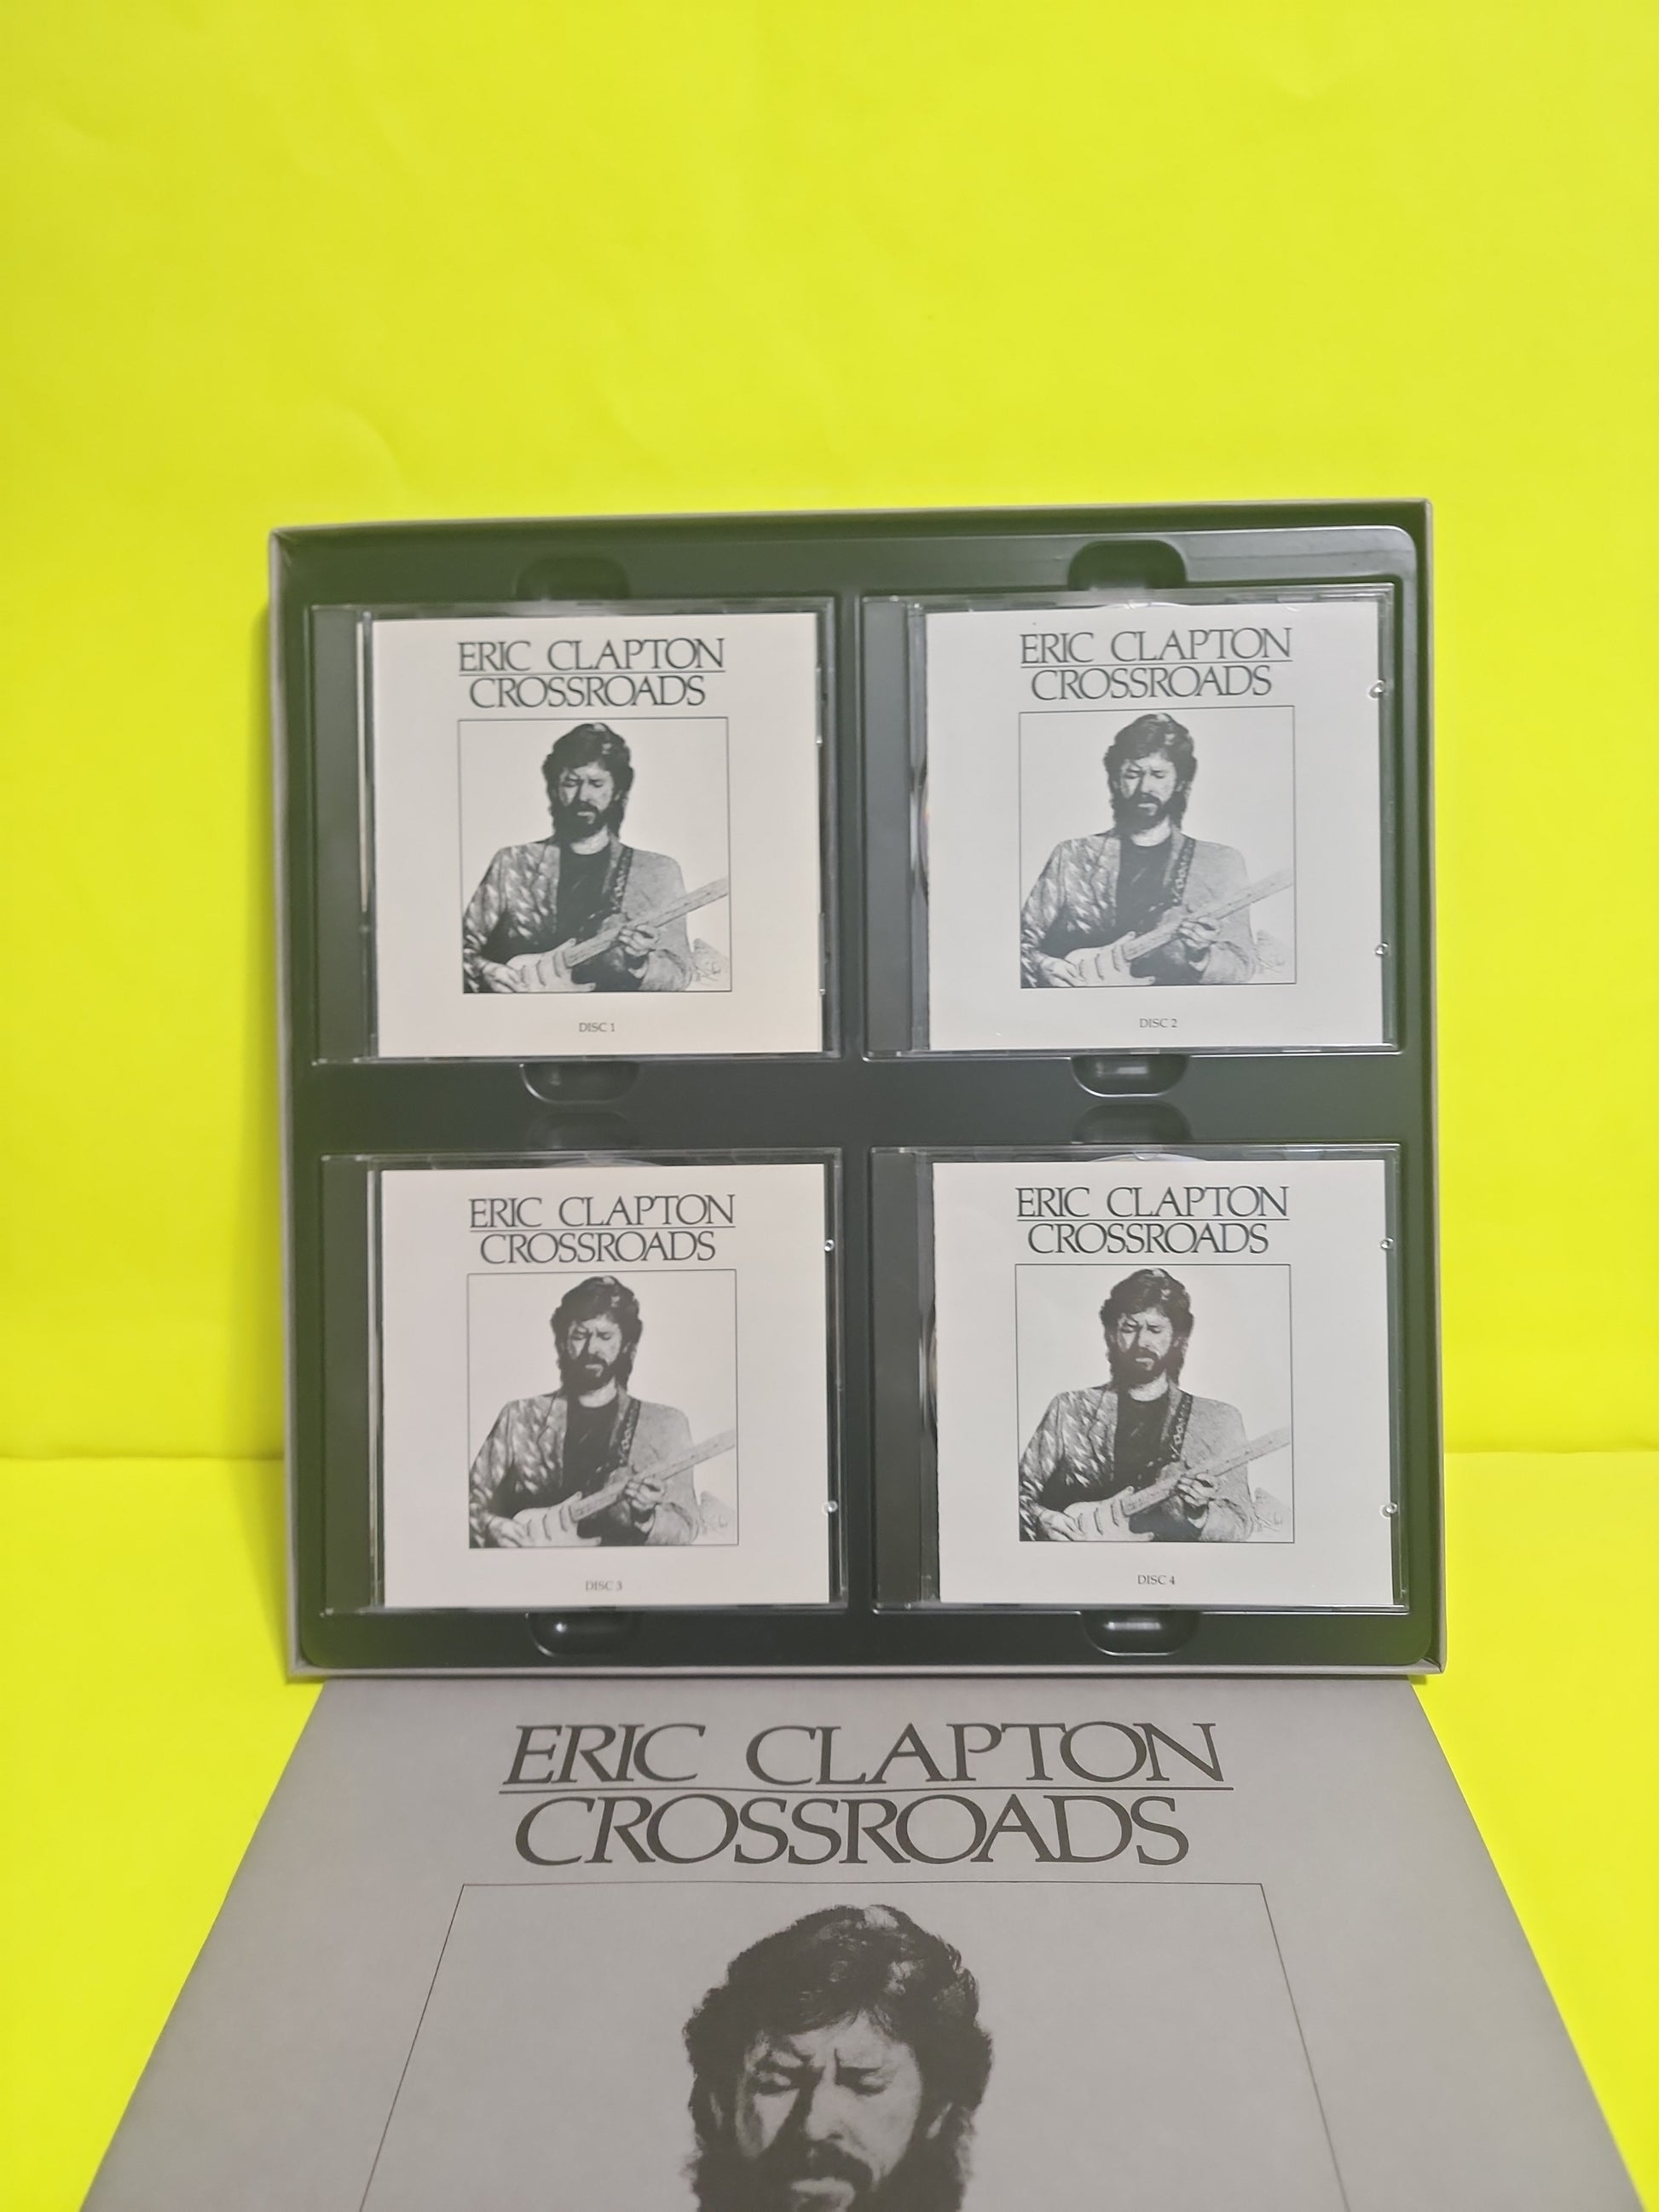 ERIC CLAPTON
CROSSROADS
DISC 1
ERIC CLAPTON
CROSSROADS
DISC 2
ERIC CLAPTON
CROSSROADS
DISC 3
ERIC CLAPTON
CROSSROADS
DISC 4
ERIC CLAPTON
CROSSROADS